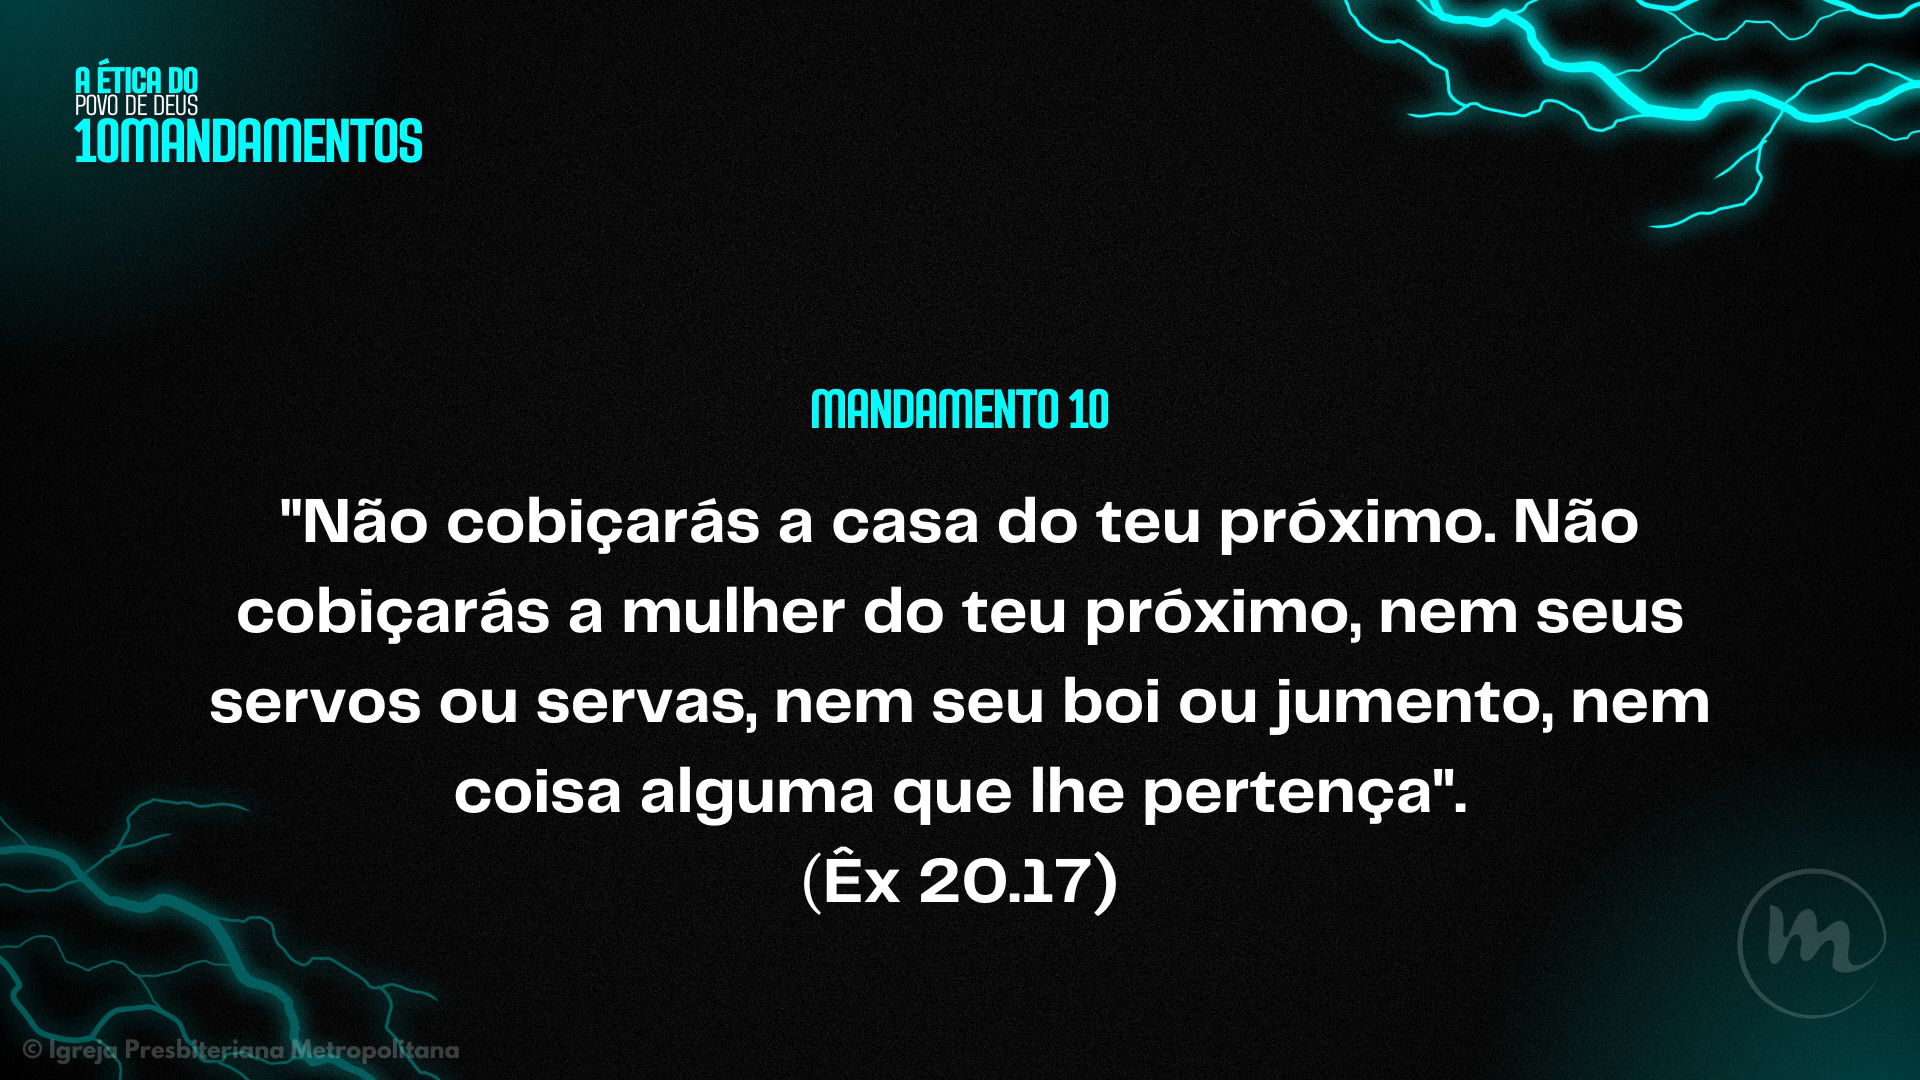 A ÉTICA DO
POVO DE DEUS
10MANDAMENTOS
MANDAMENTO 10
"Não cobiçarás a casa do teu próximo. Não
cobiçarás a mulher do teu próximo, nem seus
servos ou servas, nem seu boi ou jumento, nem
coisa alguma que lhe pertença".
(Êx 20.17)
m
© Igreja Presbiteriana Metropolitana